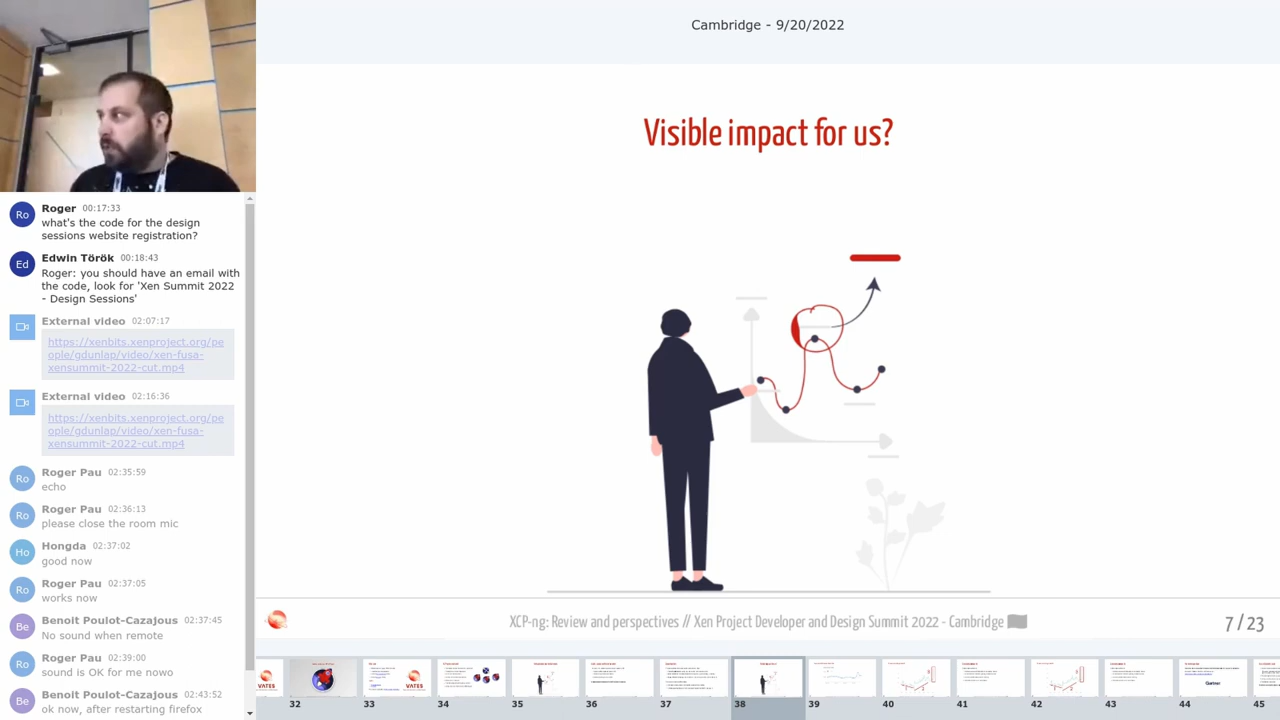 Cambridge - 9/20/2022
Visible impact for us?
Ro
Roger 00:17:33
what's the code for the design
sessions website registration?
Ed
Edwin Török 00:18:43
Roger: you should have an email with
the code, look for 'Xen Summit 2022
- Design Sessions'
External video 02:07:17
https://xenbits.xenproject.org/pe
ople/gdunlap/video/xen-fusa-
xensummit-2022-cut.mp4
External video 02:16:36
https://xenbits.xenproject.org/pe
ople/gdunlap/video/xen-fusa-
xensummit-2022-cut.mp4
Ro
Roger Pau 02:35:59
echo
Ro
Roger Pau 02:36:13
please close the room mic
Ho
Hongda 02:37:02
good now
Ro
Roger Pau 02:37:05
works now
Be
Benoit Poulot-Cazajous 02:37:45
No sound when remote
Ro
Roger Pau 02:39:00
sound is OK for me now
Be
Benoit Poulot-Cazajous 02:43:52
ok now, after restarting firefox
XCP-ng: Review and perspectives // Xen Project Developer and Design Summit 2022 - Cambridge
7 / 23
VATES
VATES
Gartner
VATES
32 33 34 35 36 37 38 39 40 41 42 43 44 45